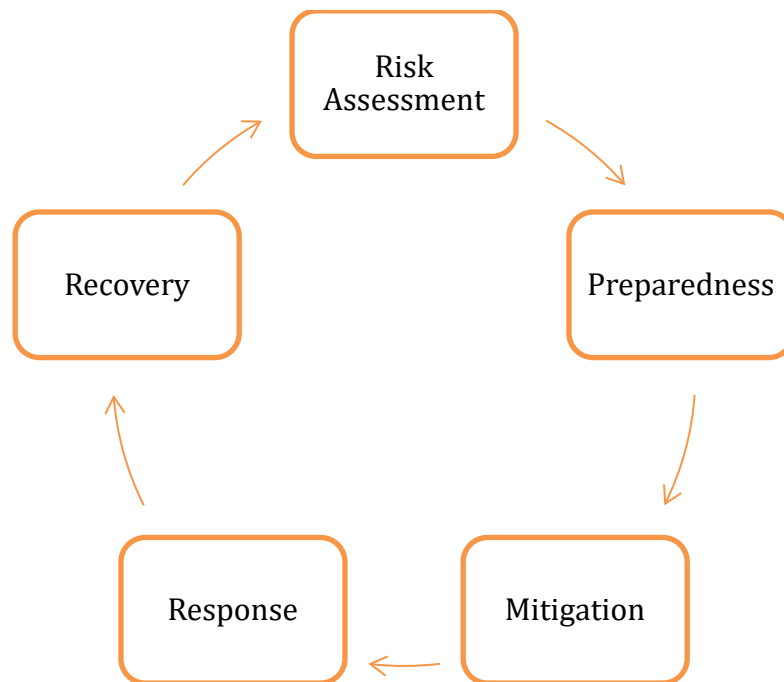 Risk
Assessment
Preparedness
Mitigation
Response
Recovery